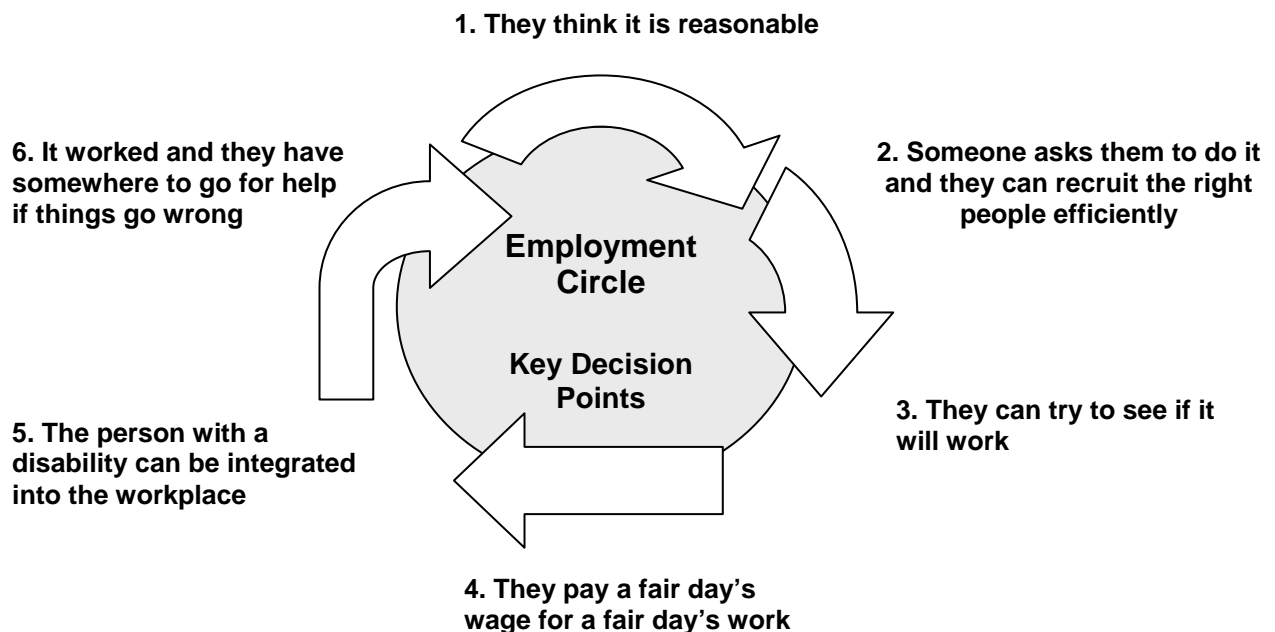 1. They think it is reasonable
2. Someone asks them to do it
and they can recruit the right
people efficiently
3. They can try to see if it
will work
4. They pay a fair day’s
wage for a fair day’s work
5. The person with a
disability can be integrated
into the workplace
6. It worked and they have
somewhere to go for help
if things go wrong
Employment
Circle
Key Decision
Points